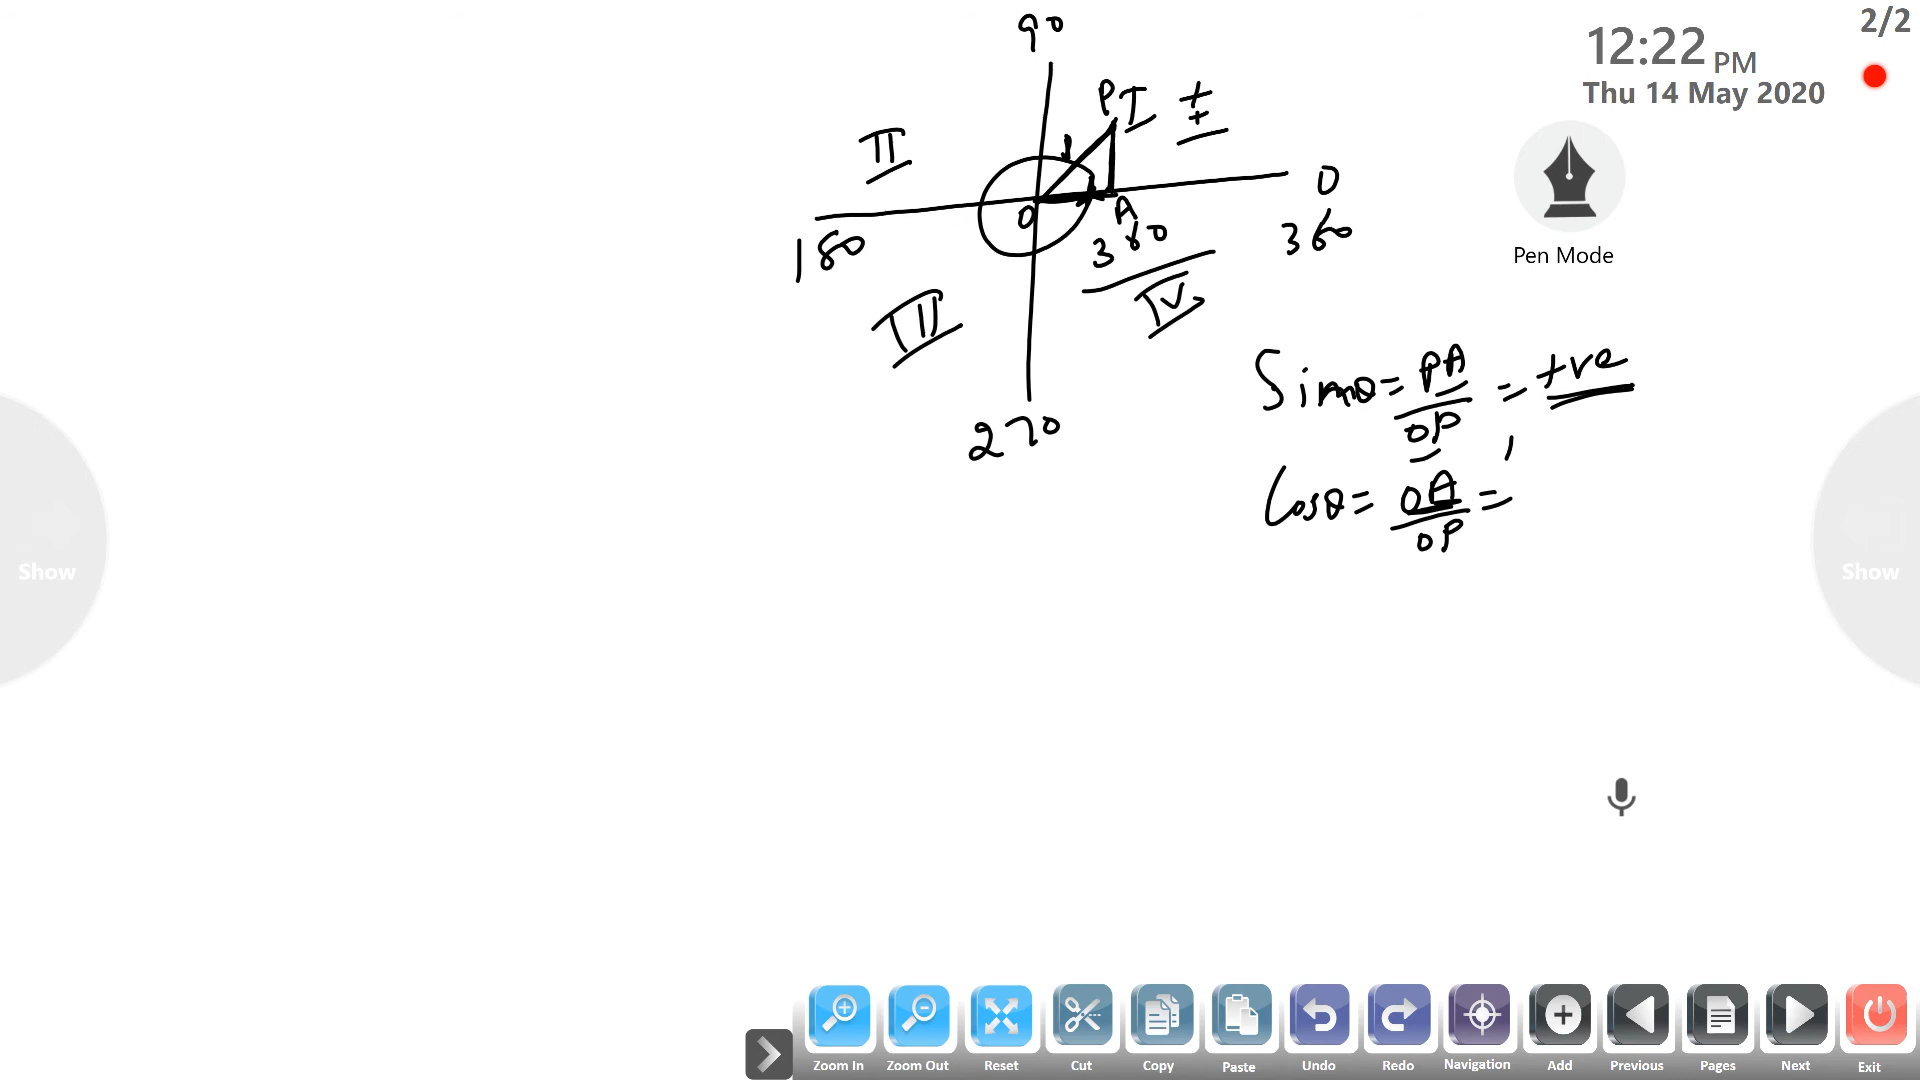 2/2
12:22 PM
Thu 14 May 2020
90
P I +
+
II
0
O A
180
380
360
Pen Mode
III
IV
Sinθ = PA/OP = +ve
270
Cosθ = OA/OP =
Show
Show
Zoom In Zoom Out Reset Cut Copy Paste Undo Redo Navigation Add Previous Pages Next Exit